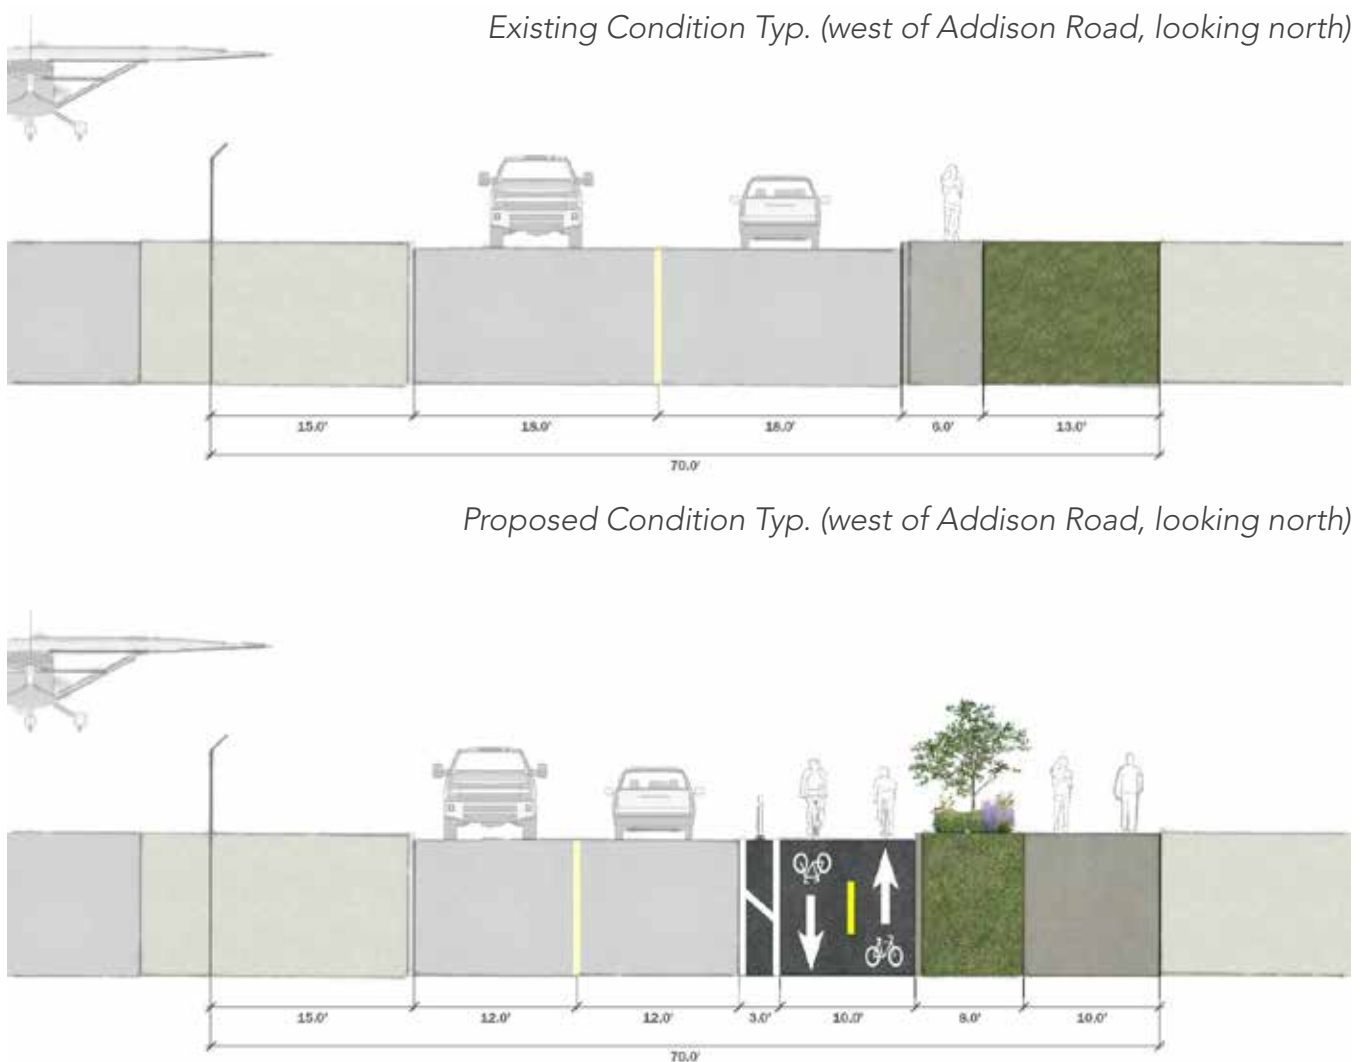 Existing Condition Typ. (west of Addison Road, looking north)
15.0' 18.0' 18.0' 6.0' 13.0'
70.0'
Proposed Condition Typ. (west of Addison Road, looking north)
15.0' 12.0' 12.0' 3.0' 10.0' 8.0' 10.0'
70.0'